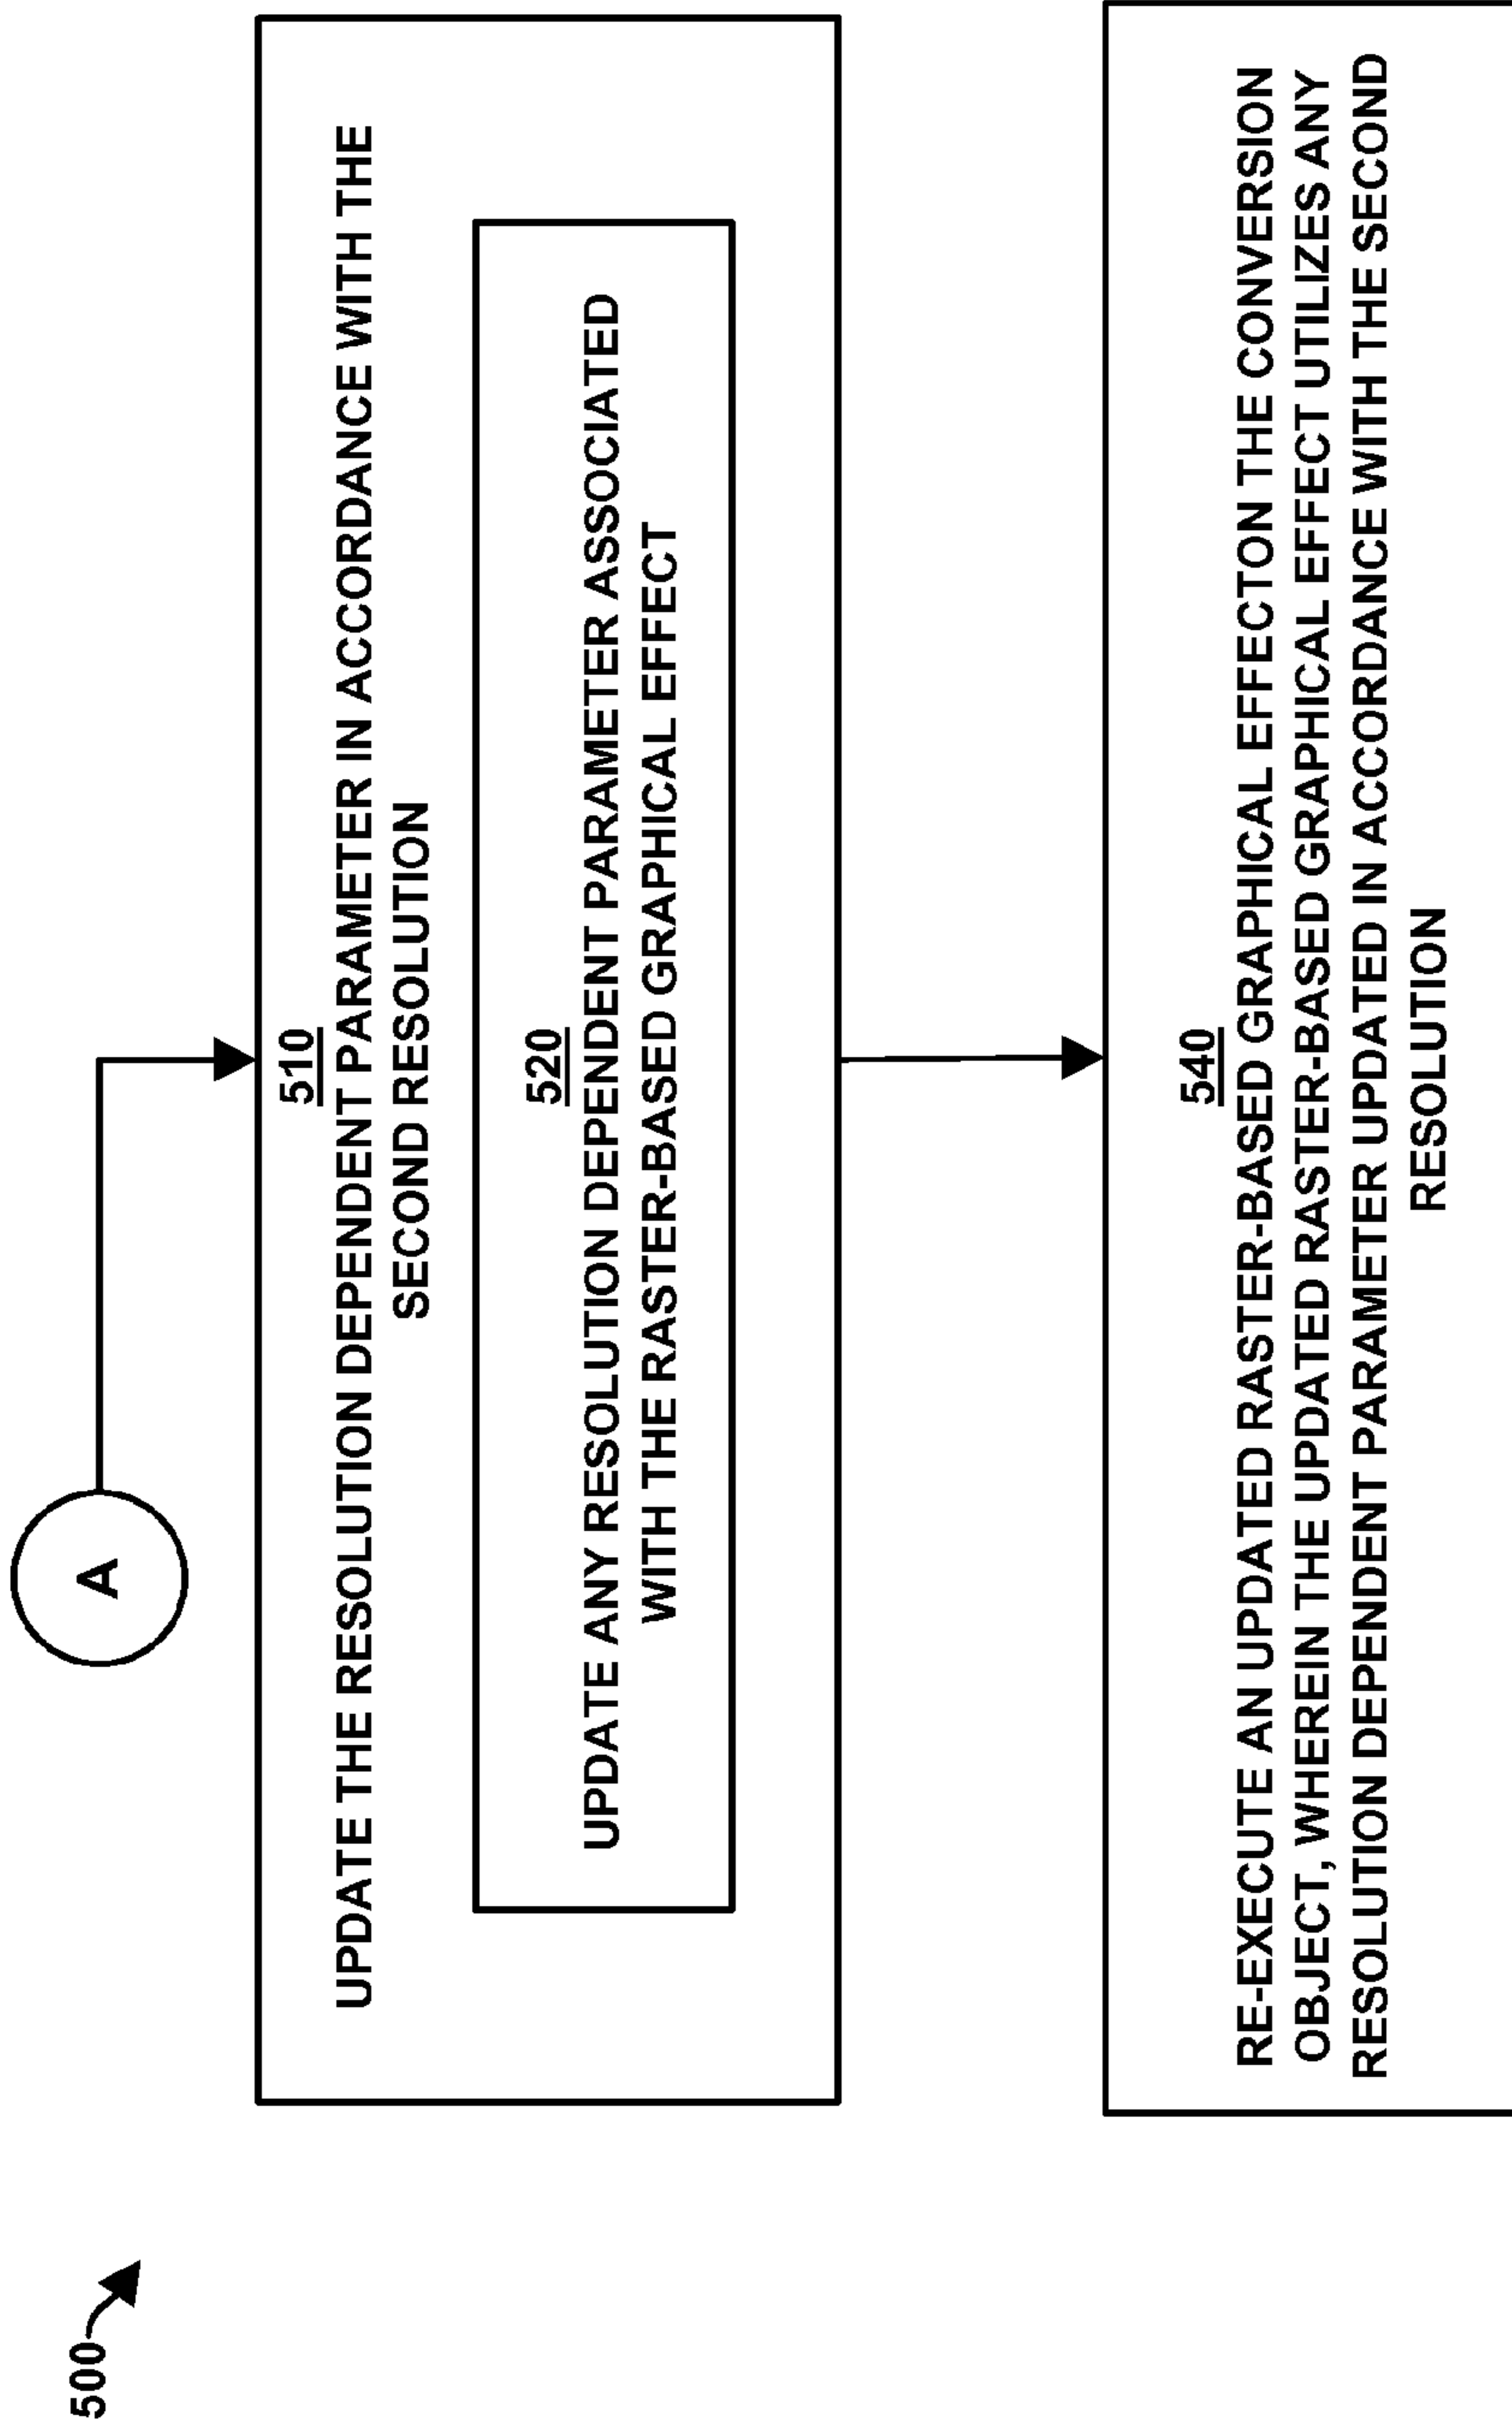 500
A
510
UPDATE THE RESOLUTION DEPENDENT PARAMETER IN ACCORDANCE WITH THE
SECOND RESOLUTION
520
UPDATE ANY RESOLUTION DEPENDENT PARAMETER ASSOCIATED
WITH THE RASTER-BASED GRAPHICAL EFFECT
540
RE-EXECUTE AN UPDATED RASTER-BASED GRAPHICAL EFFECTON THE CONVERSION
OBJECT, WHEREIN THE UPDATED RASTER-BASED GRAPHICAL EFFECT UTILIZES ANY
RESOLUTION DEPENDENT PARAMETER UPDATED IN ACCORDANCE WITH THE SECOND
RESOLUTION